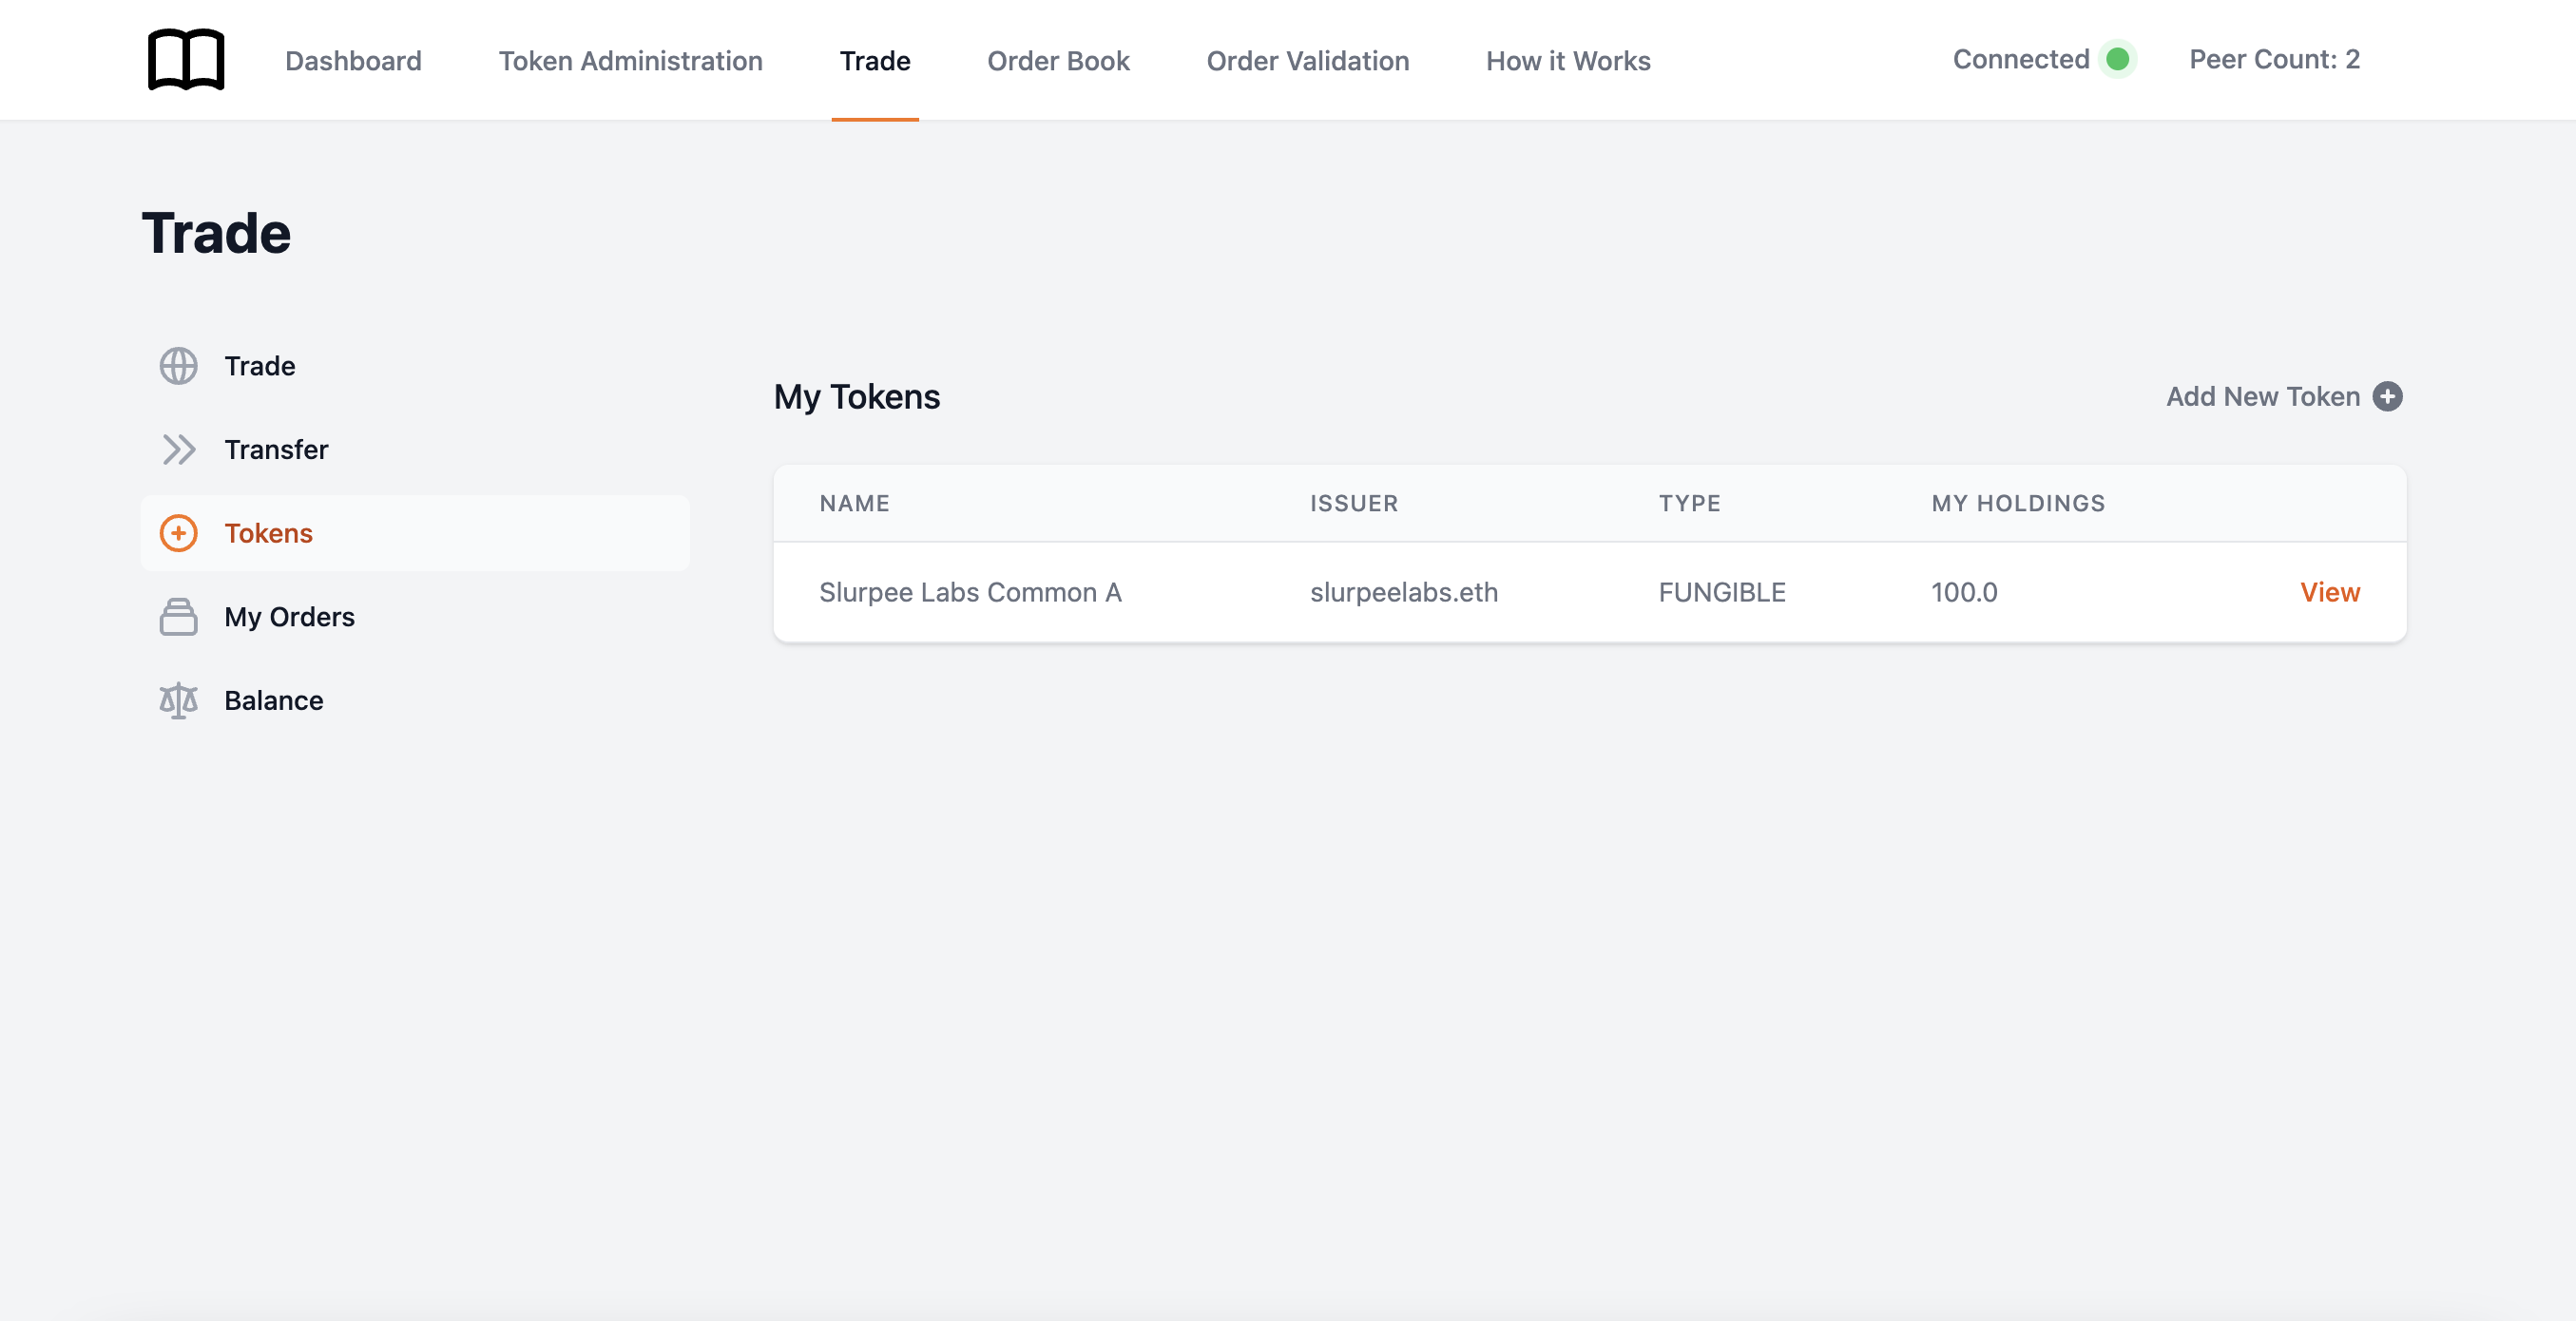 Dashboard Token Administration Trade Order Book Order Validation How it Works Connected Peer Count: 2
Trade
Trade
Transfer
Tokens
My Orders
Balance
My Tokens Add New Token
NAME ISSUER TYPE MY HOLDINGS
Slurpee Labs Common A slurpeelabs.eth FUNGIBLE 100.0 View